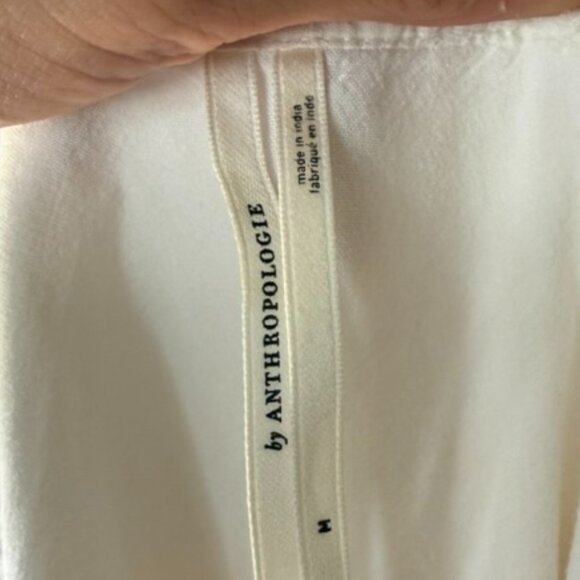 by ANTHROPOLOGIE
made in india
fabriqué en inde
M